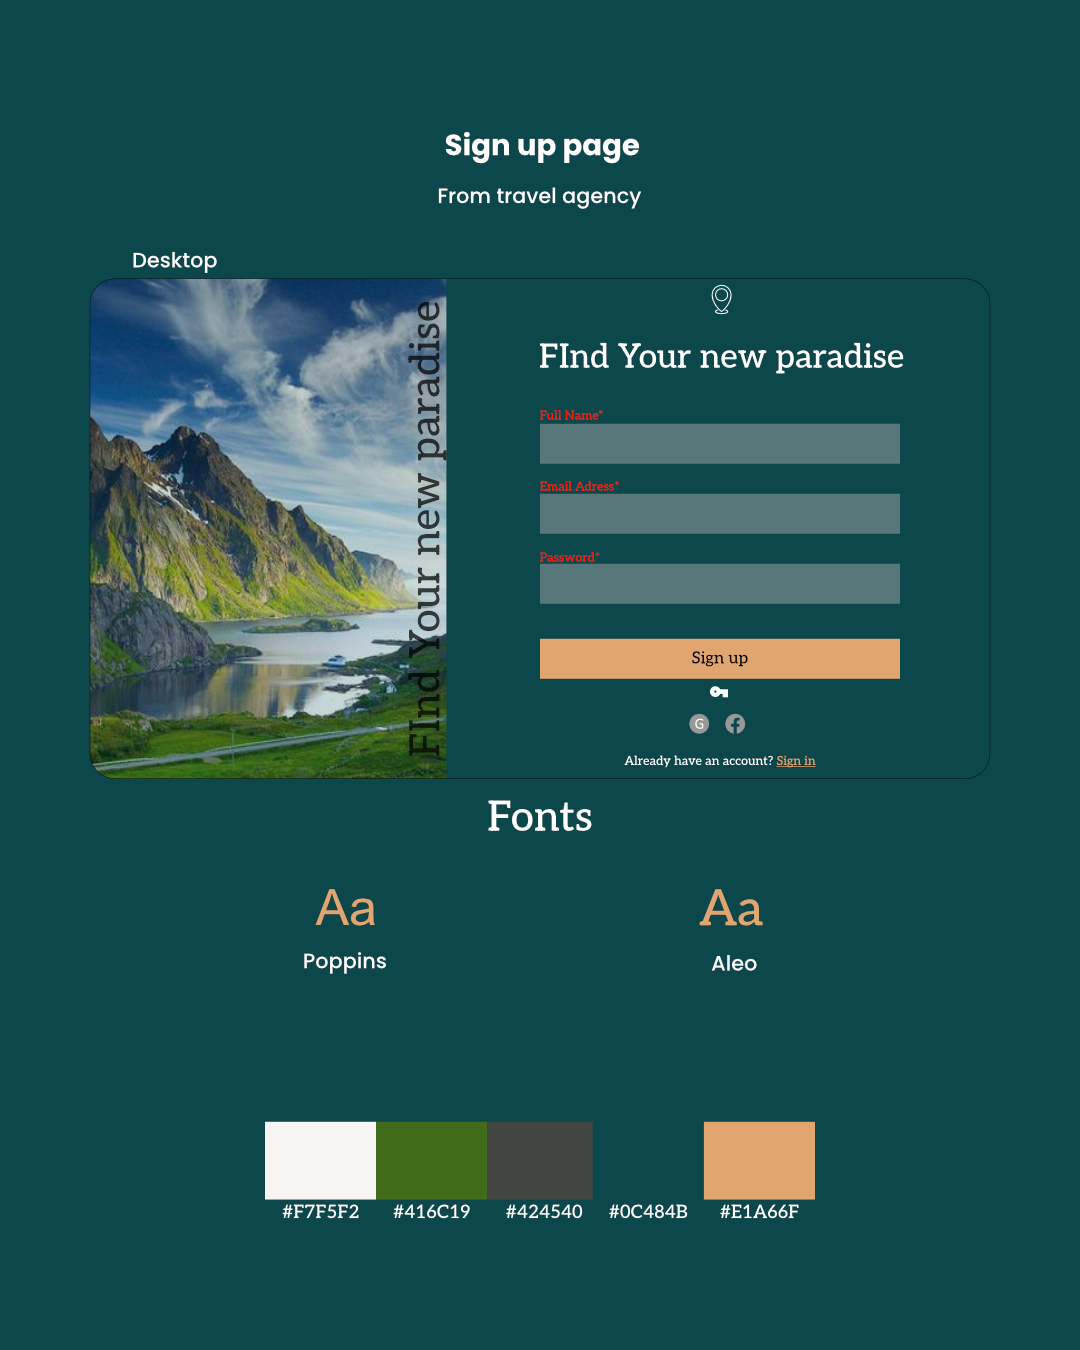 Sign up page
From travel agency
Desktop
FInd Your new paradise
FInd Your new paradise
Full Name*
Email Adress*
Password*
Sign up
G
Already have an account? Sign in
Fonts
Aa
Aa
Poppins
Aleo
#F7F5F2 #416C19 #424540 #0C484B #E1A66F